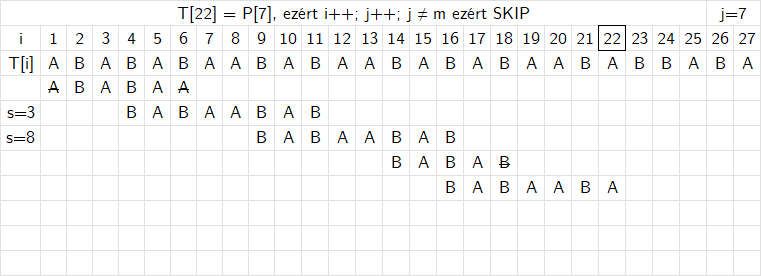 T[22] = P[7], ezért i++; j++; j ≠ m ezért SKIP j=7
i 1 2 3 4 5 6 7 8 9 10 11 12 13 14 15 16 17 18 19 20 21 22 23 24 25 26 27
T[i] A B A B A B A A B A B A A B A B A B A A B A B A A B A
A B A B A A
s=3 B A B A A B A B
s=8 B A B A A B A B
B A B A B
B A B A A B A